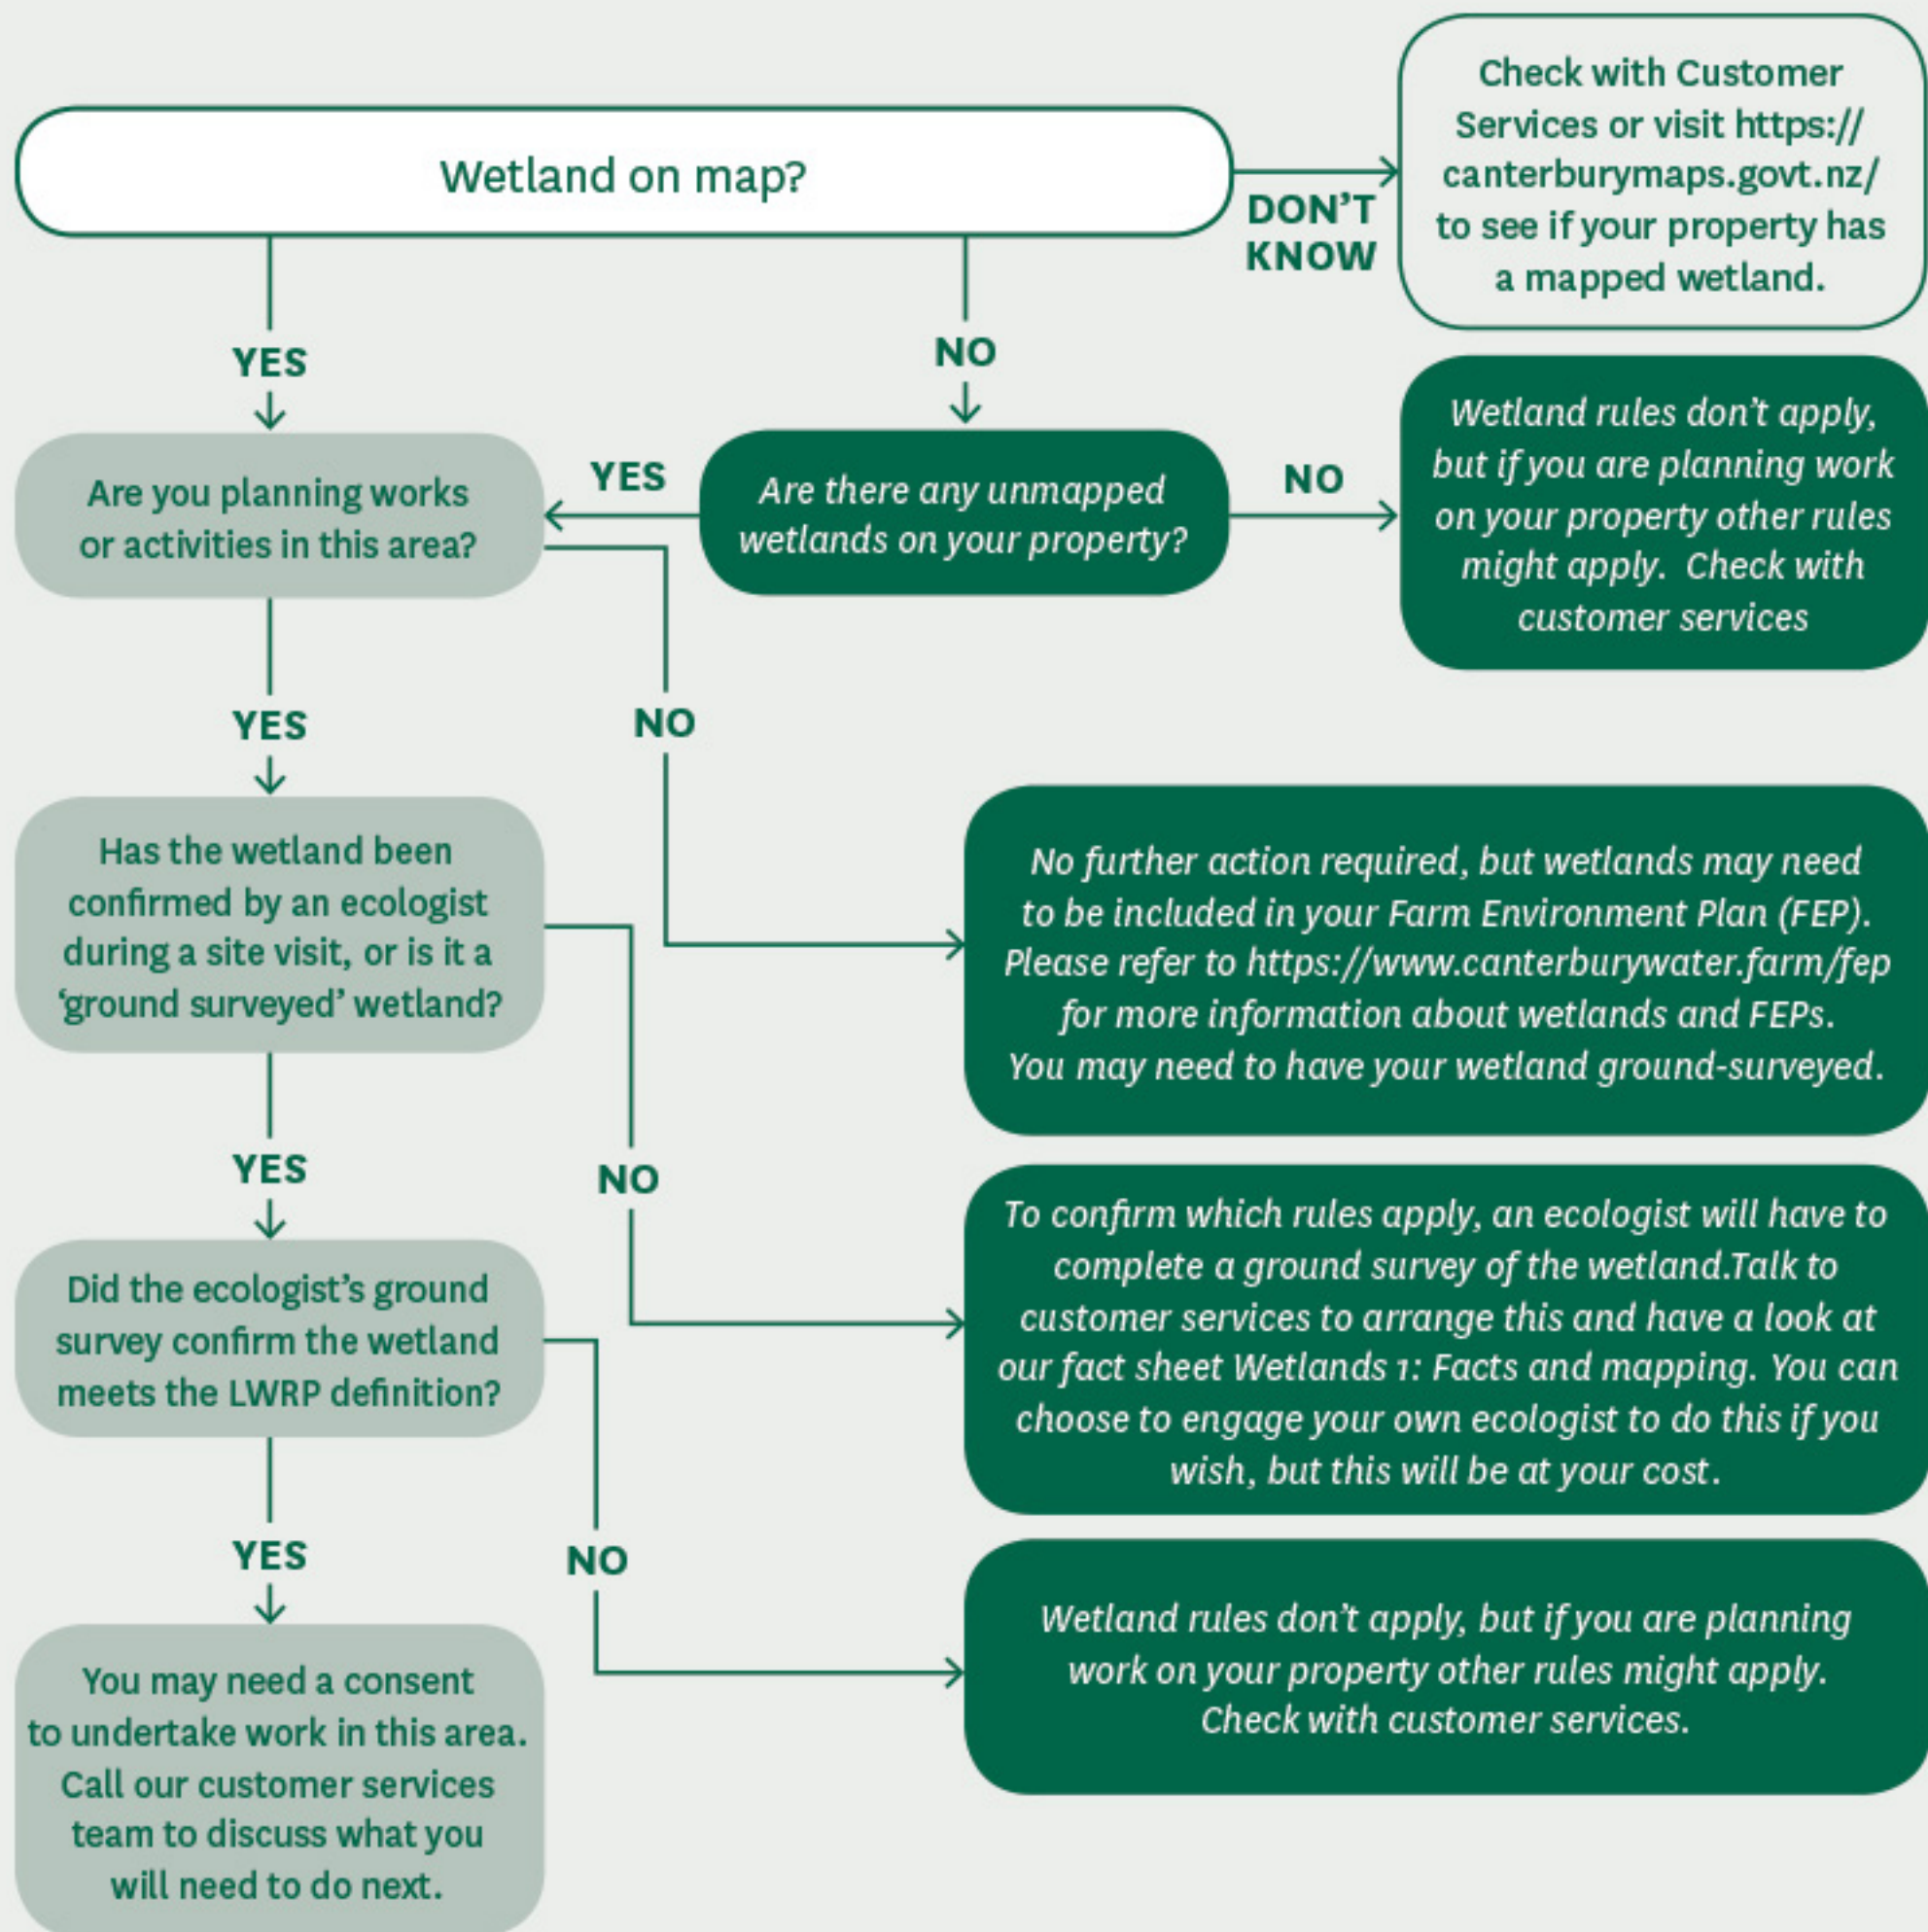 Wetland on map?
DON'T
KNOW
Check with Customer
Services or visit https://
canterburymaps.govt.nz/
to see if your property has
a mapped wetland.
YES
NO
Are you planning works
or activities in this area?
YES
Are there any unmapped
wetlands on your property?
NO
Wetland rules don't apply,
but if you are planning work
on your property other rules
might apply.  Check with
customer services
YES
NO
Has the wetland been
confirmed by an ecologist
during a site visit, or is it a
‘ground surveyed’ wetland?
No further action required, but wetlands may need
to be included in your Farm Environment Plan (FEP).
Please refer to https://www.canterburywater.farm/fep
for more information about wetlands and FEPs.
You may need to have your wetland ground-surveyed.
YES
NO
Did the ecologist's ground
survey confirm the wetland
meets the LWRP definition?
To confirm which rules apply, an ecologist will have to
complete a ground survey of the wetland.Talk to
customer services to arrange this and have a look at
our fact sheet Wetlands 1: Facts and mapping. You can
choose to engage your own ecologist to do this if you
wish, but this will be at your cost.
YES
NO
You may need a consent
to undertake work in this area.
Call our customer services
team to discuss what you
will need to do next.
Wetland rules don't apply, but if you are planning
work on your property other rules might apply.
Check with customer services.